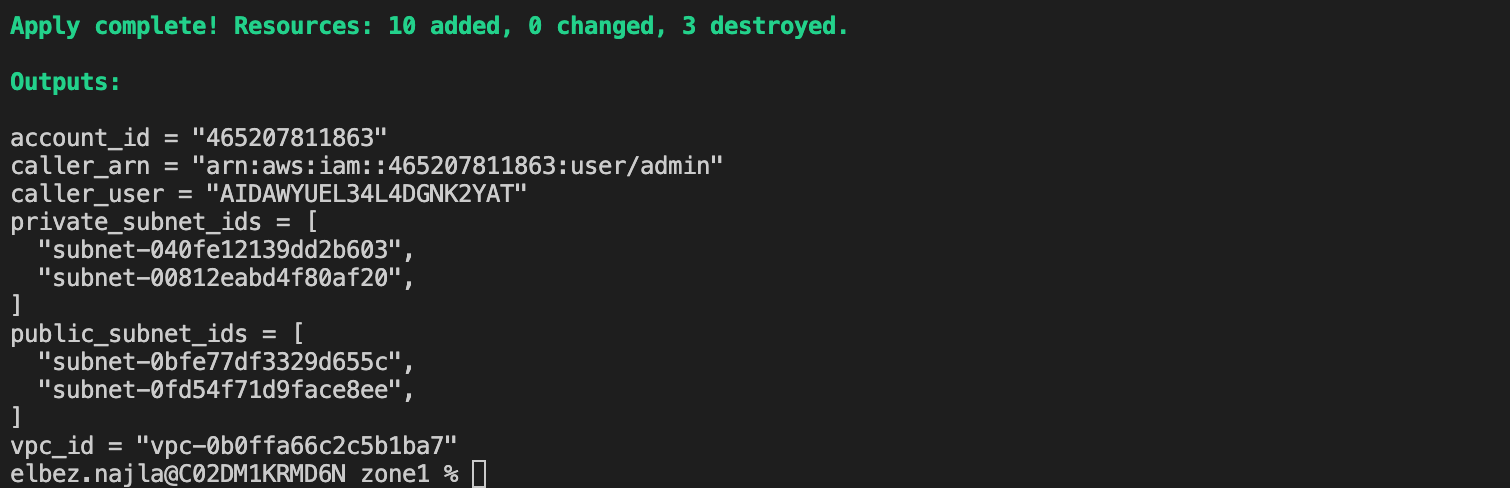 Apply complete! Resources: 10 added, 0 changed, 3 destroyed.
Outputs:
account_id = "465207811863"
caller_arn = "arn:aws:iam::465207811863:user/admin"
caller_user = "AIDAWYUEL34L4DGNK2YAT"
private_subnet_ids = [
  "subnet-040fe12139dd2b603",
  "subnet-00812eabd4f80af20",
]
public_subnet_ids = [
  "subnet-0bfe77df3329d655c",
  "subnet-0fd54f71d9face8ee",
]
vpc_id = "vpc-0b0ffa66c2c5b1ba7"
elbez.najla@C02DM1KRMD6N zone1 %